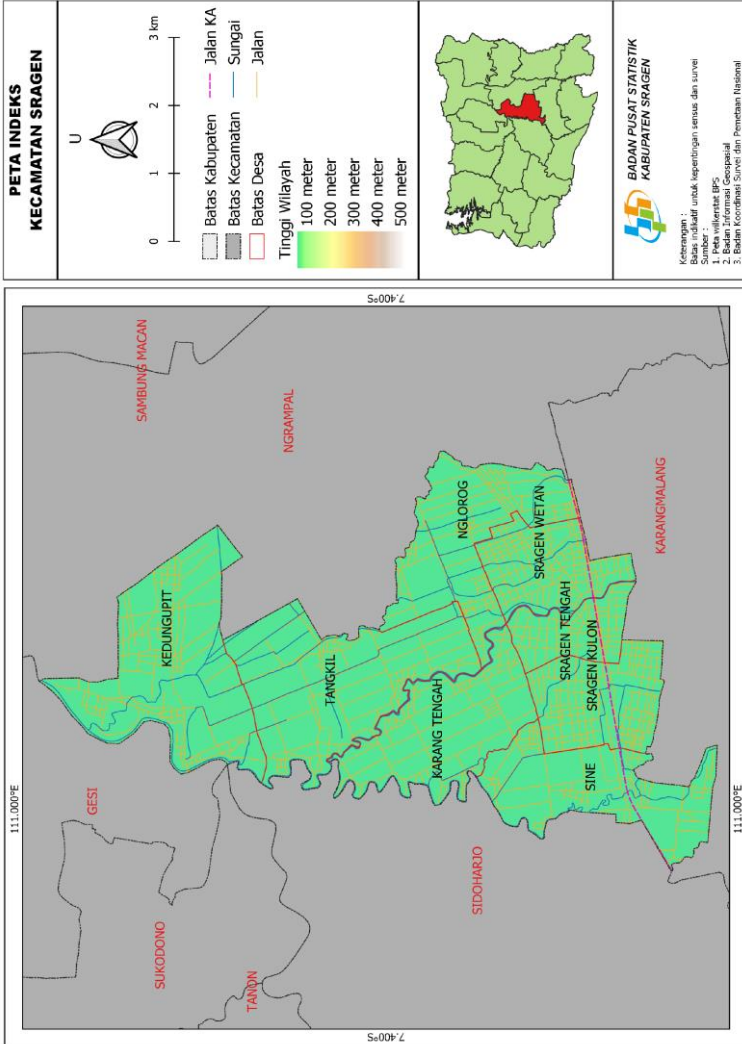 PETA INDEKS
KECAMATAN SRAGEN
U
0 1 2 3 km
Batas Kabupaten
Batas Kecamatan
Batas Desa
Jalan KA
Sungai
Jalan
Tinggi Wilayah
100 meter
200 meter
300 meter
400 meter
500 meter
BADAN PUSAT STATISTIK
KABUPATEN SRAGEN
Keterangan :
Batas indikatif untuk kepentingan sensus dan survei
Sumber :
1. Peta wilkerstat BPS
2. Badan Informasi Geospasial
3. Badan Koordinasi Survei dan Pemetaan Nasional
111.000°E
7.400°S
7.400°S
111.000°E
GESI
SUKODONO
TANON
SAMBUNG MACAN
NGRAMPAL
SIDOHARJO
KARANGMALANG
KEDUNGUPIT
TANGKIL
KARANG TENGAH
NGLOROG
SRAGEN WETAN
SRAGEN TENGAH
SRAGEN KULON
SINE